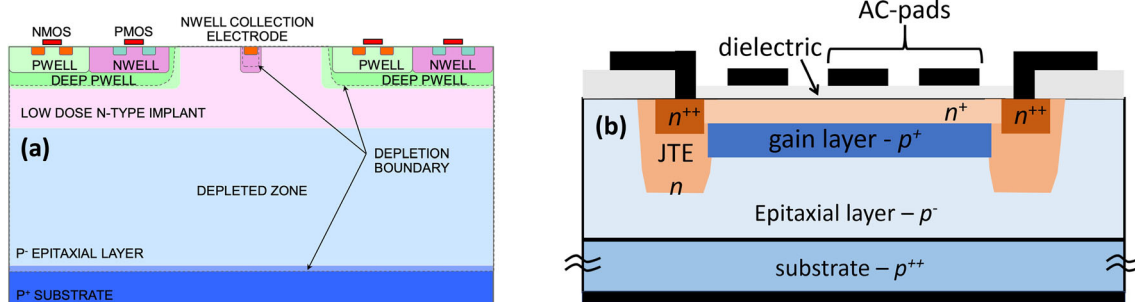 NMOS
PMOS
NWELL COLLECTION
ELECTRODE
PWELL
NWELL
PWELL
NWELL
DEEP PWELL
DEEP PWELL
LOW DOSE N-TYPE IMPLANT
(a)
DEPLETION
BOUNDARY
DEPLETED ZONE
P- EPITAXIAL LAYER
P+ SUBSTRATE
AC-pads
dielectric
n++
n+
n++
(b)
gain layer - p+
JTE
n
Epitaxial layer – p-
substrate – p++